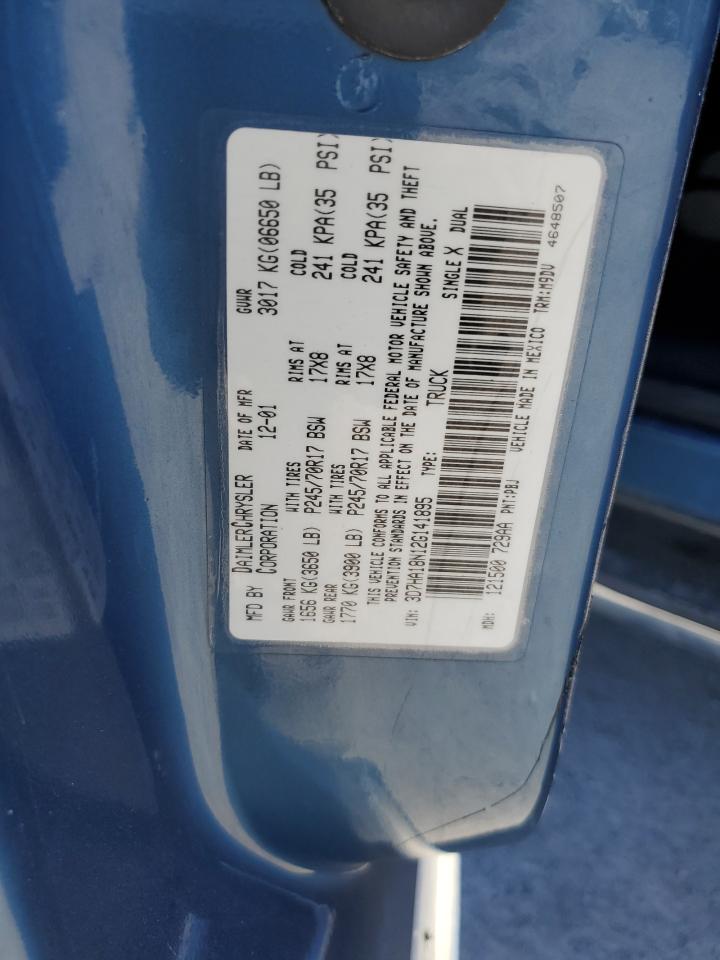 MFD BY DAIMLERCHRYSLER CORPORATION DATE OF MFR 12-01 GVWR 3017 KG(06650 LB)
GAWR FRONT WITH TIRES RIMS AT COLD
1656 KG(3650 LB) P245/70R17 BSW 17X8 241 KPA(35 PSI)
GAWR REAR WITH TIRES RIMS AT COLD
1770 KG(3900 LB) P245/70R17 BSW 17X8 241 KPA(35 PSI)
THIS VEHICLE CONFORMS TO ALL APPLICABLE FEDERAL MOTOR VEHICLE SAFETY AND THEFT
PREVENTION STANDARDS IN EFFECT ON THE DATE OF MANUFACTURE SHOWN ABOVE.
VIN: 3D7HA18N12G141895 TYPE: TRUCK SINGLE X DUAL
MDH: 121500 729AA PNT:PBJ VEHICLE MADE IN MEXICO TRM:M9DV 4648507